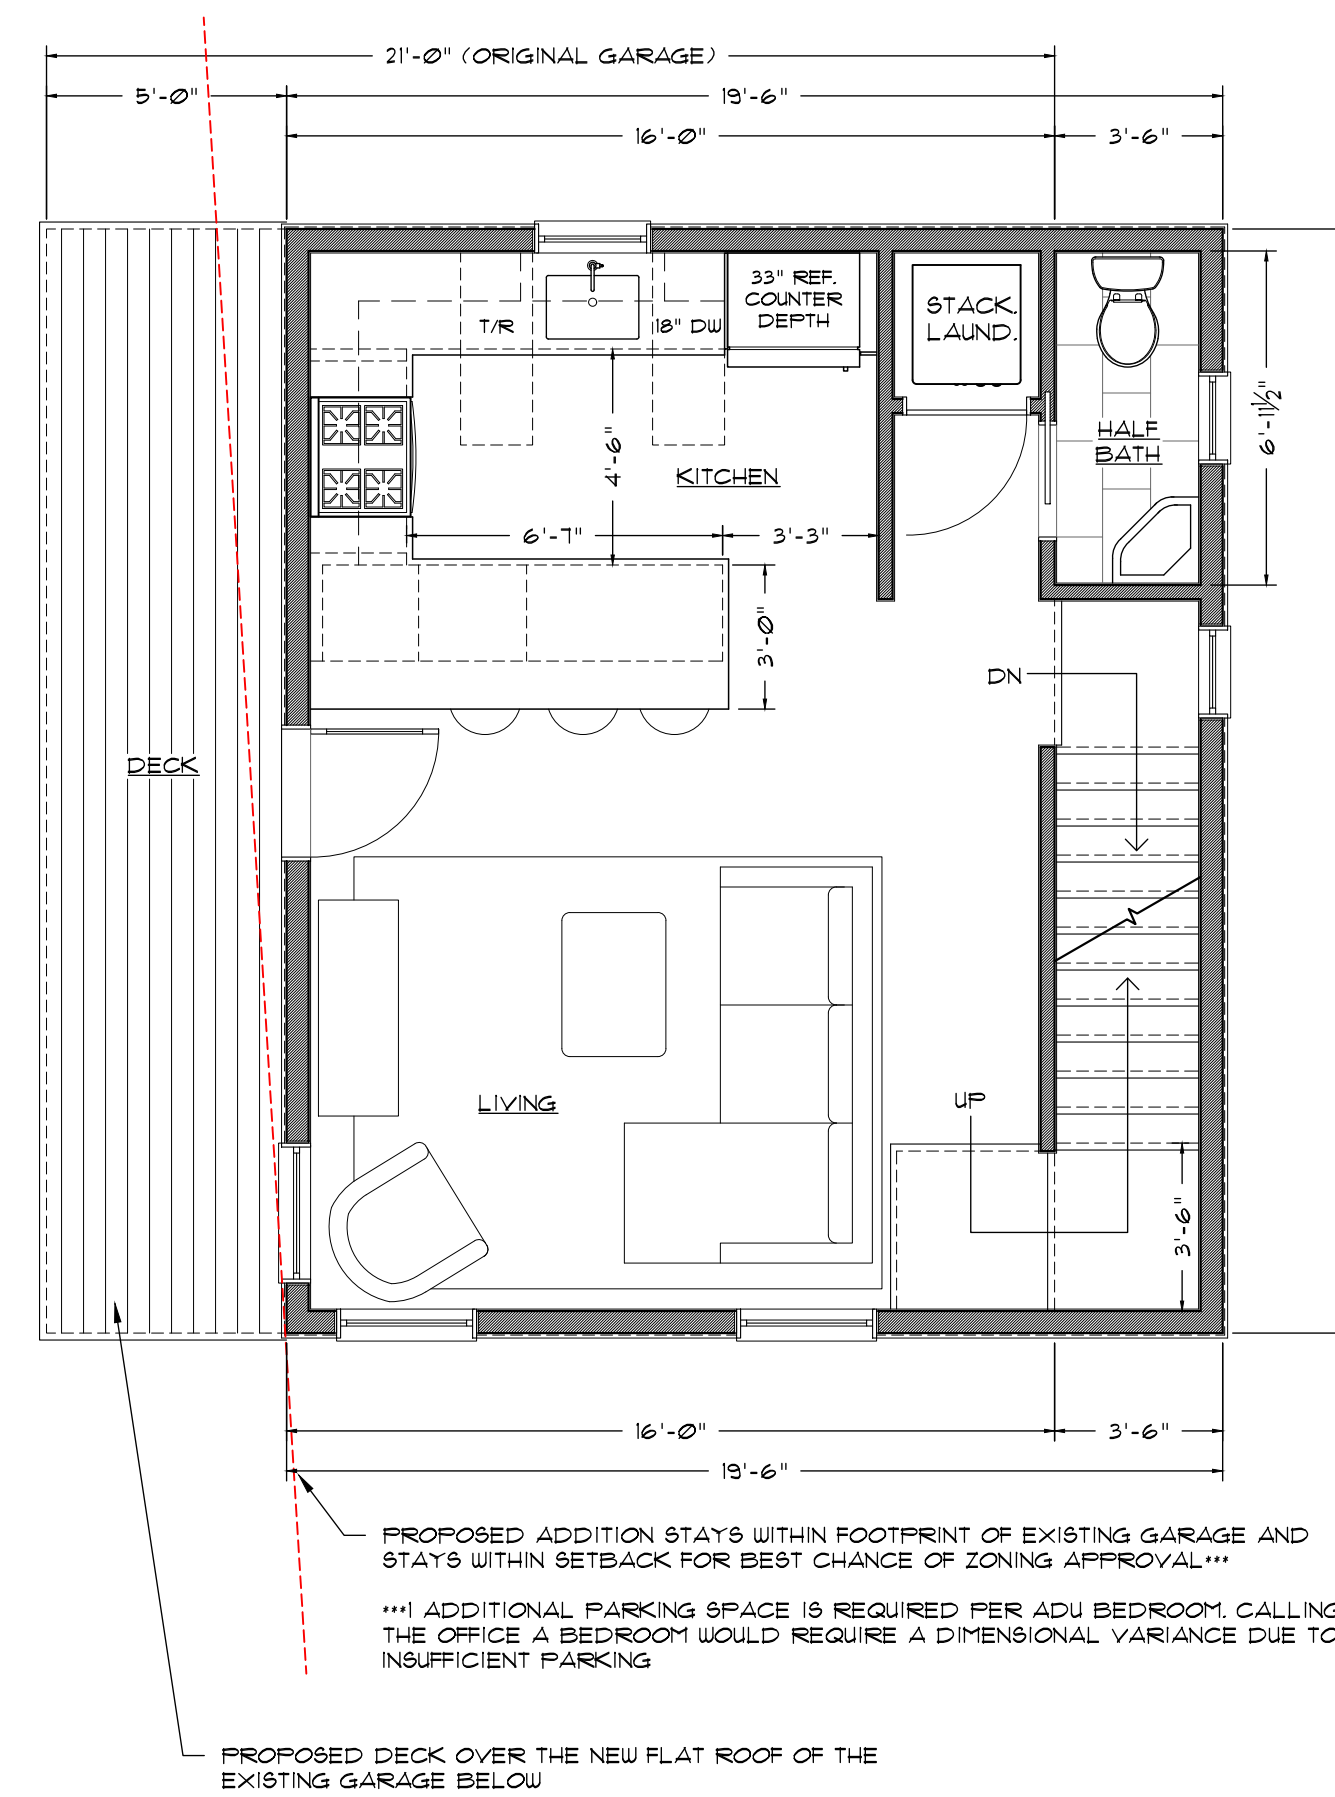 21'-0" (ORIGINAL GARAGE)
5'-0"
19'-6"
16'-0"
3'-6"
33" REF.
COUNTER
DEPTH
STACK.
LAUND.
T/R
18" DW
6'-11½"
HALF
BATH
4'-6"
KITCHEN
6'-7"
3'-3"
3'-0"
DN
DECK
LIVING
UP
3'-6"
16'-0"
3'-6"
19'-6"
PROPOSED ADDITION STAYS WITHIN FOOTPRINT OF EXISTING GARAGE AND
STAYS WITHIN SETBACK FOR BEST CHANCE OF ZONING APPROVAL***
***1 ADDITIONAL PARKING SPACE IS REQUIRED PER ADU BEDROOM. CALLING
THE OFFICE A BEDROOM WOULD REQUIRE A DIMENSIONAL VARIANCE DUE TO
INSUFFICIENT PARKING
PROPOSED DECK OVER THE NEW FLAT ROOF OF THE
EXISTING GARAGE BELOW